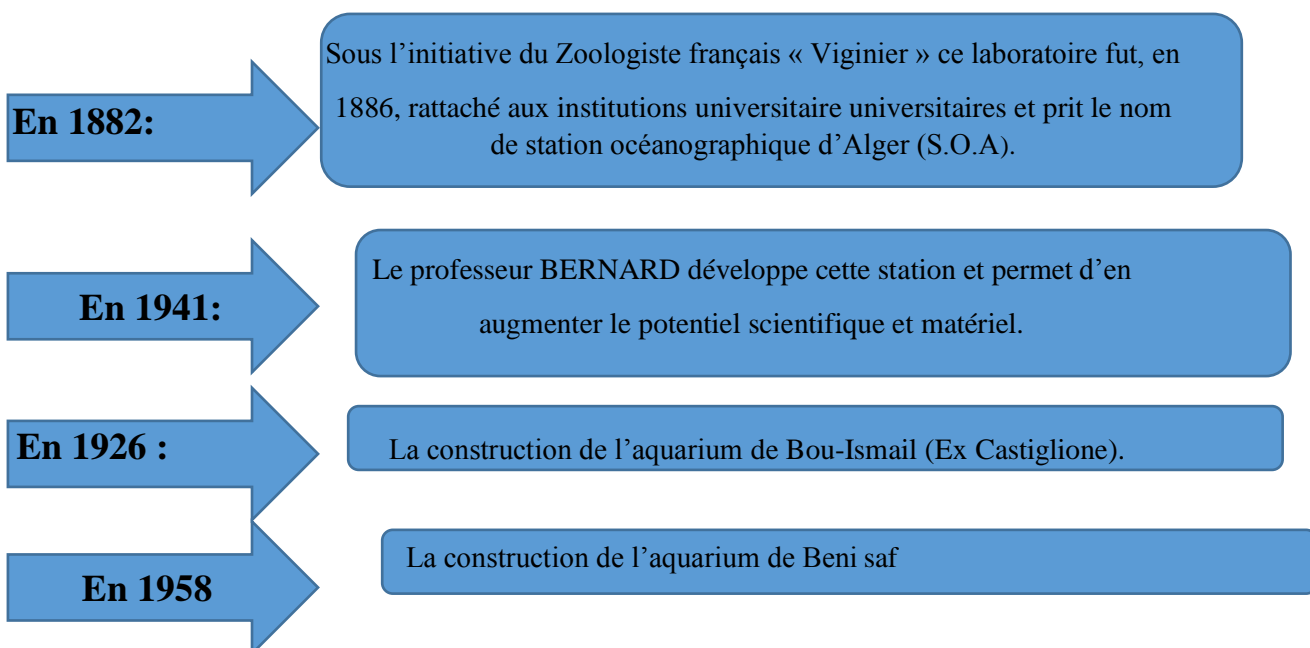 En 1882:
Sous l’initiative du Zoologiste français « Viginier » ce laboratoire fut, en
1886, rattaché aux institutions universitaire universitaires et prit le nom
de station océanographique d’Alger (S.O.A).
En 1941:
Le professeur BERNARD développe cette station et permet d’en
augmenter le potentiel scientifique et matériel.
En 1926 :
La construction de l’aquarium de Bou-Ismail (Ex Castiglione).
En 1958
La construction de l’aquarium de Beni saf